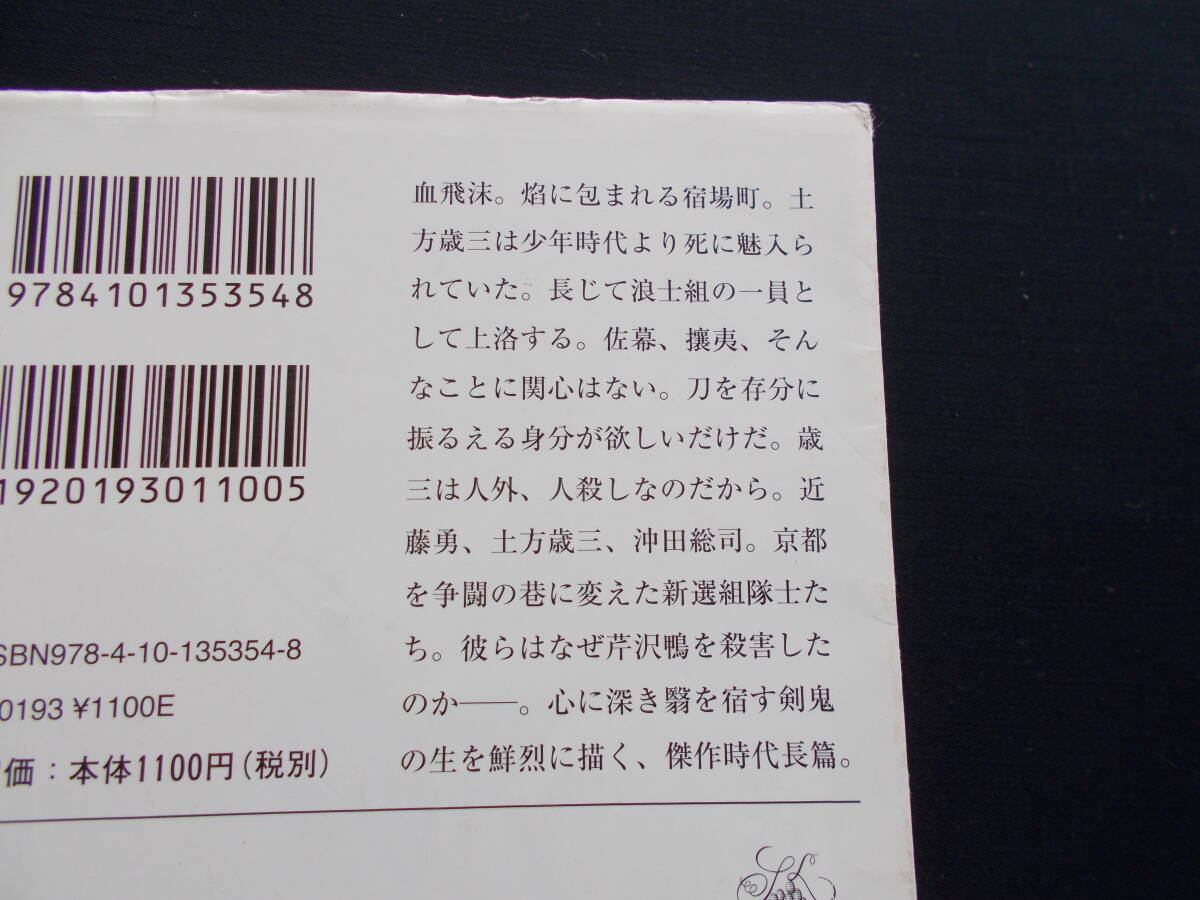 9784101353548
1920193011005
ISBN978-4-10-135354-8
0193 ¥1100E
価：本体1100円（税別）
血飛沫。焰に包まれる宿場町。土
方歳三は少年時代より死に魅入ら
れていた。長じて浪士組の一員と
して上洛する。佐幕、攘夷、そん
なことに関心はない。刀を存分に
振るえる身分が欲しいだけだ。歳
三は人外、人殺しなのだから。近
藤勇、土方歳三、沖田総司。京都
を争闘の巷に変えた新選組隊士た
ち。彼らはなぜ芹沢鴨を殺害した
のか――。心に深き翳を宿す剣鬼
の生を鮮烈に描く、傑作時代長篇。